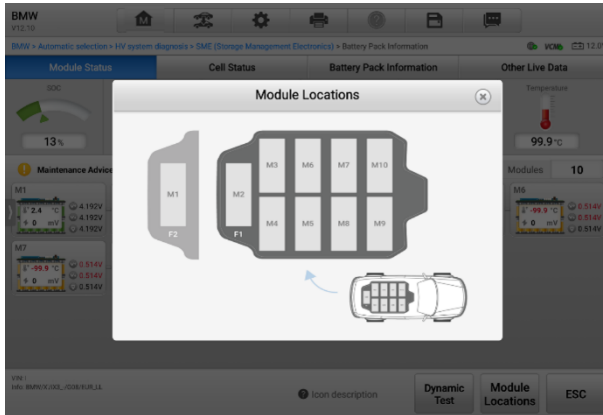 BMW
V12.10
M
BMW > Automatic selection > HV system diagnosis > SME (Storage Management Electronics) > Battery Pack Information
VCMI 12.0V
Module Status Cell Status Battery Pack Information Other Live Data
SOC
Module Locations
Temperature
13 %
99.9 °C
Maintenance Advice
Modules 10
M1
2.4 °C
0 mV
4.192V
4.192V
4.192V
M7
-99.9 °C
0 mV
0.514V
0.514V
0.514V
M1
F2
M2
F1
M3 M6 M7 M10
M4 M5 M8 M9
M6
-99.9 °C
0 mV
0.514V
0.514V
0.514V
VIN :
Icon description
Dynamic Test
Module Locations
ESC